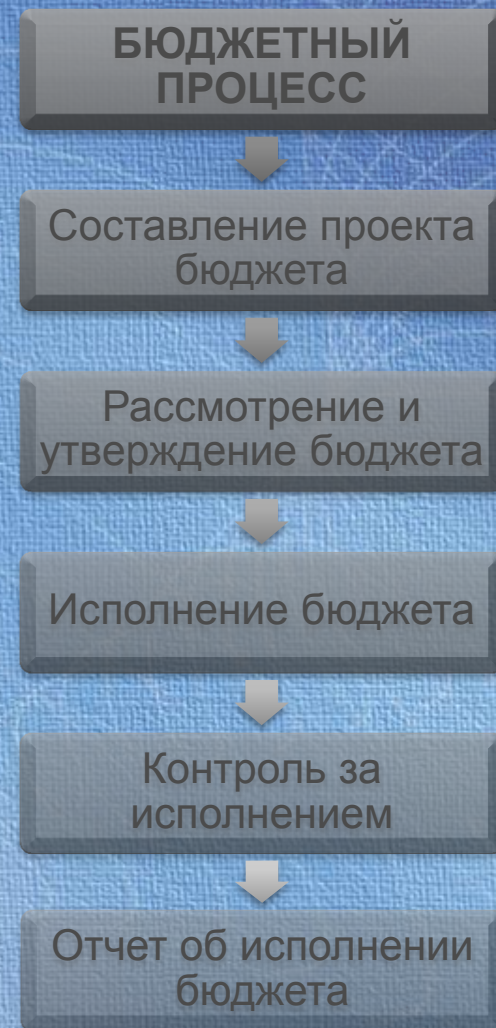 БЮДЖЕТНЫЙ
ПРОЦЕСС
Составление проекта
бюджета
Рассмотрение и
утверждение бюджета
Исполнение бюджета
Контроль за
исполнением
Отчет об исполнении
бюджета